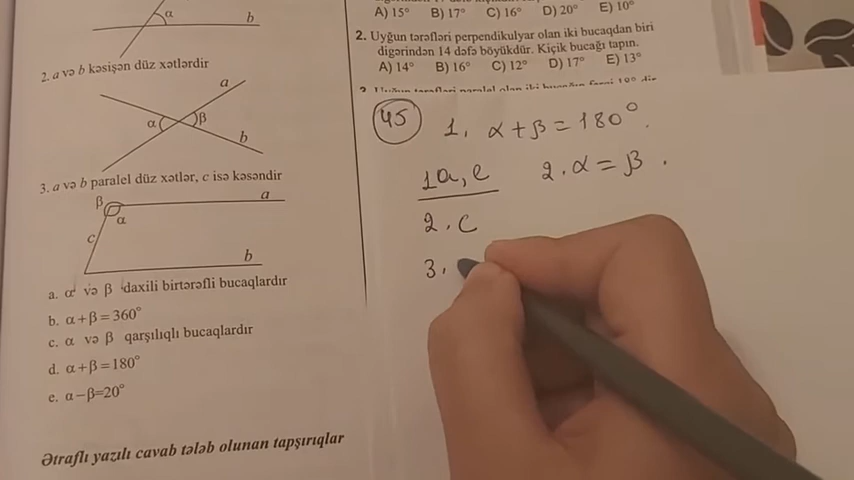 α
b
2. a və b kəsişən düz xətlərdir
a
α
β
b
3. a və b paralel düz xətlər, c isə kəsəndir
β
a
α
c
b
a. α və β daxili birtərəfli bucaqlardır
b. α+β=360°
c. α və β qarşılıqlı bucaqlardır
d. α+β=180°
e. α−β=20°
Ətraflı yazılı cavab tələb olunan tapşırıqlar
A) 15° B) 17° C) 16° D) 20° E) 10°
2. Uyğun tərəfləri perpendikulyar olan iki bucaqdan biri
digərindən 14 dəfə böyükdür. Kiçik bucağı tapın.
A) 14° B) 16° C) 12° D) 17° E) 13°
45
1. α+β=180°.
1a, e 2. α=β.
2. c
3.